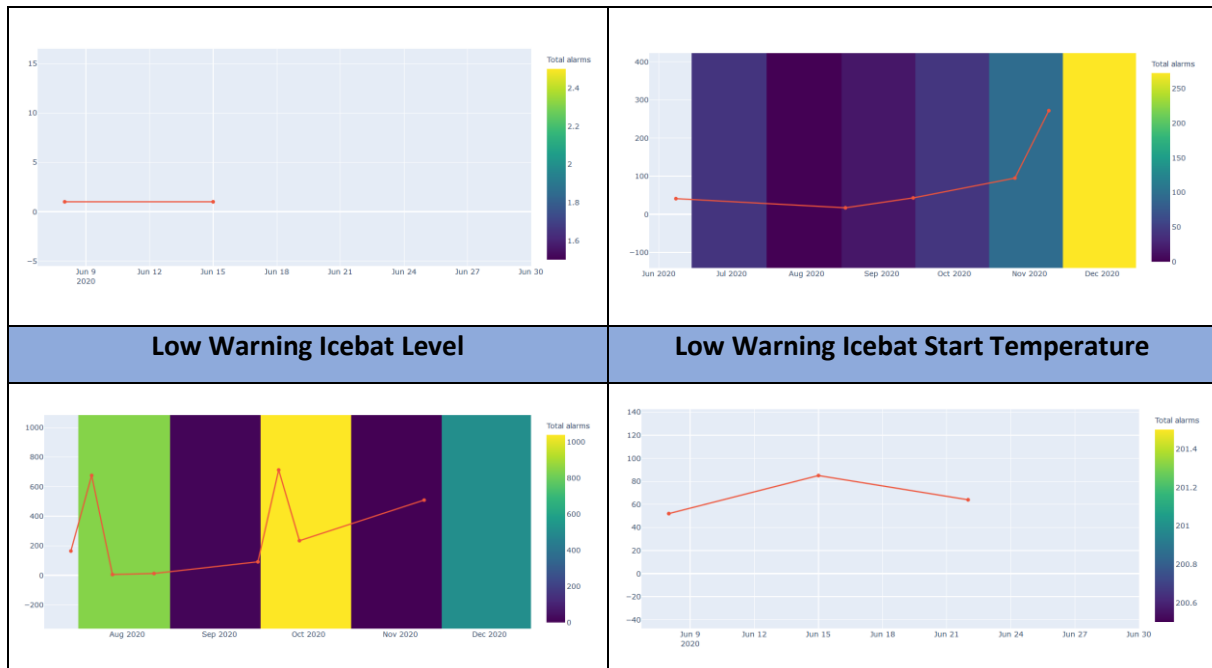 Total alarms
15
10
5
0
−5
2.4
2.2
2
1.8
1.6
Jun 9
2020
Jun 12
Jun 15
Jun 18
Jun 21
Jun 24
Jun 27
Jun 30
Total alarms
400
300
200
100
0
−100
250
200
150
100
50
0
Jun 2020
Jul 2020
Aug 2020
Sep 2020
Oct 2020
Nov 2020
Dec 2020
Low Warning Icebat Level
Low Warning Icebat Start Temperature
Total alarms
1000
800
600
400
200
0
−200
1000
800
600
400
200
0
Aug 2020
Sep 2020
Oct 2020
Nov 2020
Dec 2020
Total alarms
140
120
100
80
60
40
20
0
−20
−40
201.4
201.2
201
200.8
200.6
Jun 9
2020
Jun 12
Jun 15
Jun 18
Jun 21
Jun 24
Jun 27
Jun 30